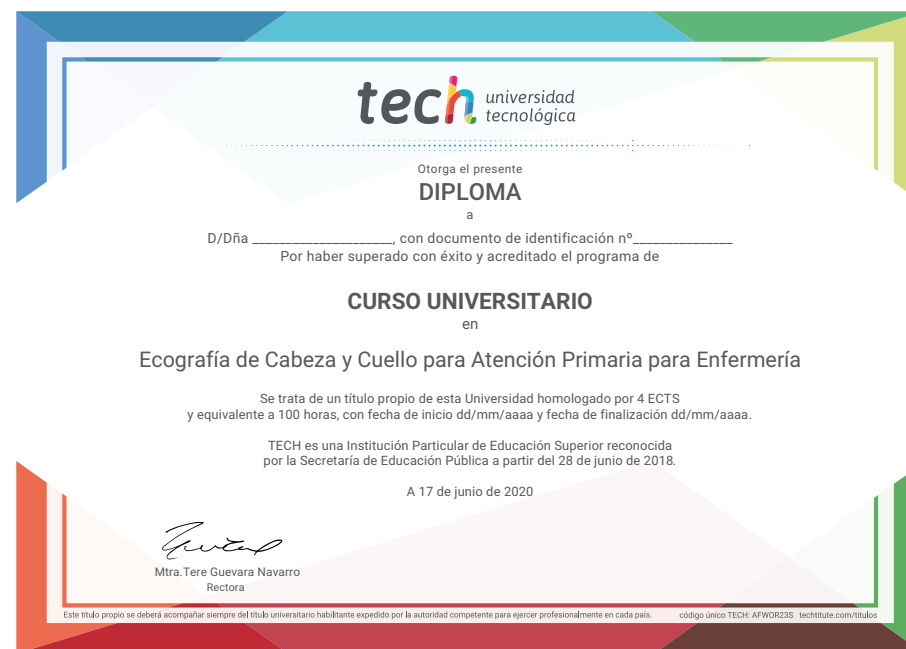 tech universidad
tecnológica
Otorga el presente
DIPLOMA
a
D/Dña _____________________, con documento de identificación nº_______________
Por haber superado con éxito y acreditado el programa de
CURSO UNIVERSITARIO
en
Ecografía de Cabeza y Cuello para Atención Primaria para Enfermería
Se trata de un título propio de esta Universidad homologado por 4 ECTS
y equivalente a 100 horas, con fecha de inicio dd/mm/aaaa y fecha de finalización dd/mm/aaaa.
TECH es una Institución Particular de Educación Superior reconocida
por la Secretaría de Educación Pública a partir del 28 de junio de 2018.
A 17 de junio de 2020
Mtra.Tere Guevara Navarro
Rectora
Este título propio se deberá acompañar siempre del título universitario habilitante expedido por la autoridad competente para ejercer profesionalmente en cada país. código único TECH: AFWOR23S techtitute.com/titulos